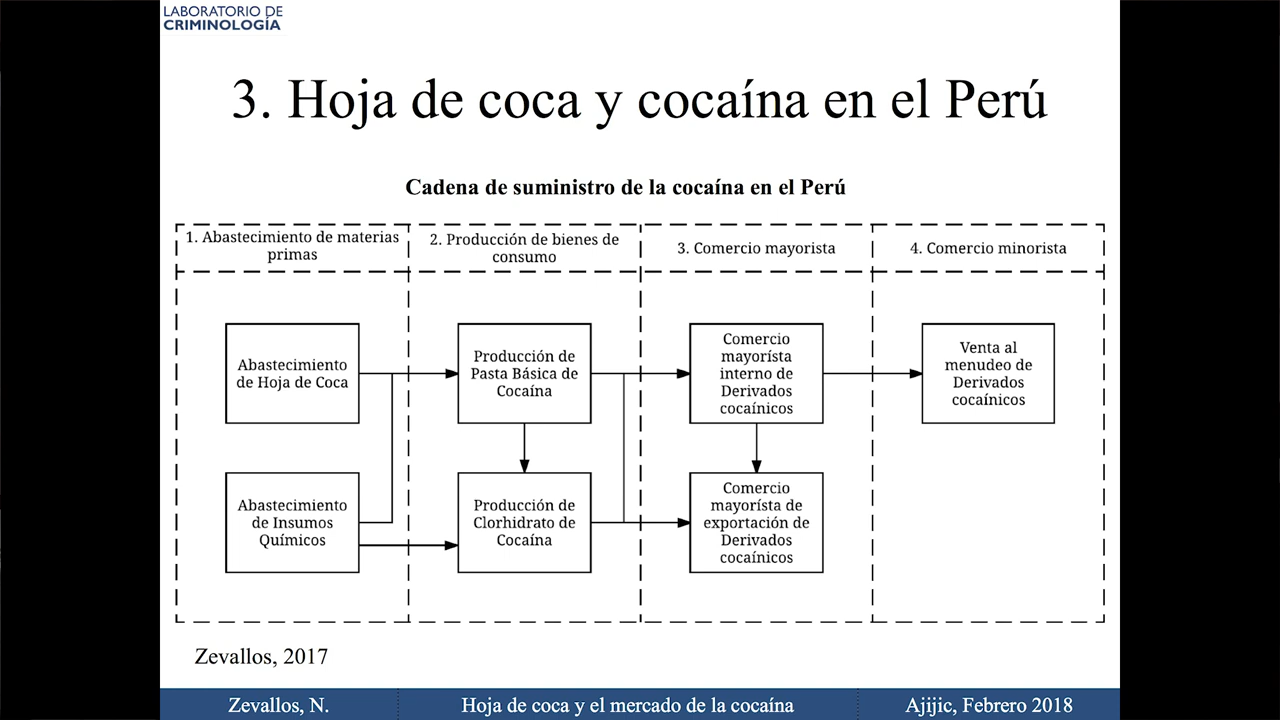 LABORATORIO DE
CRIMINOLOGÍA
3. Hoja de coca y cocaína en el Perú
Cadena de suministro de la cocaína en el Perú
1. Abastecimiento de materias
primas
2. Producción de bienes de
consumo
3. Comercio mayorista
4. Comercio minorista
Abastecimiento
de Hoja de Coca
Producción de
Pasta Básica de
Cocaína
Comercio
mayorísta
interno de
Derivados
cocaínicos
Venta al
menudeo de
Derivados
cocaínicos
Abastecimiento
de Insumos
Químicos
Producción de
Clorhidrato de
Cocaína
Comercio
mayorísta de
exportación de
Derivados
cocaínicos
Zevallos, 2017
Zevallos, N.
Hoja de coca y el mercado de la cocaína
Ajijic, Febrero 2018